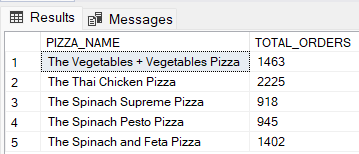 Results Messages
PIZZA_NAME TOTAL_ORDERS
1 The Vegetables + Vegetables Pizza 1463
2 The Thai Chicken Pizza 2225
3 The Spinach Supreme Pizza 918
4 The Spinach Pesto Pizza 945
5 The Spinach and Feta Pizza 1402